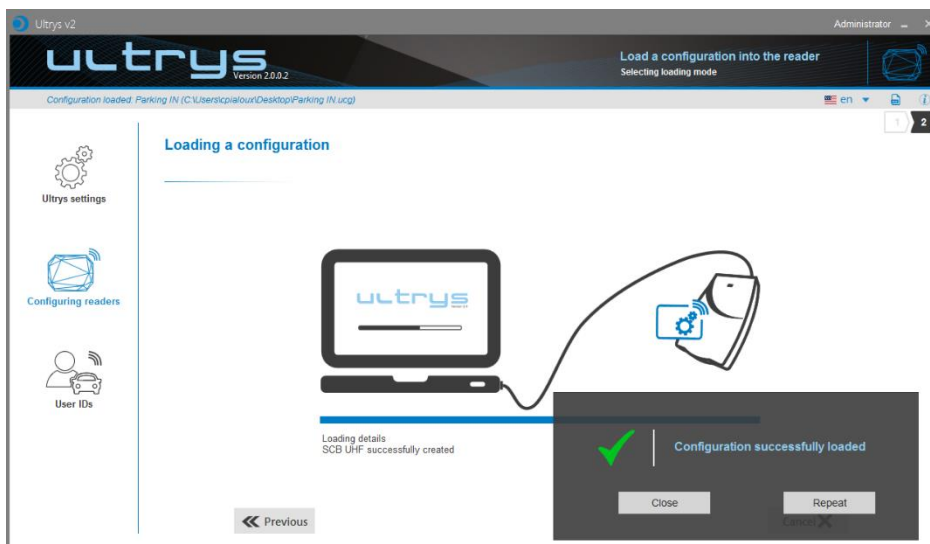 Ultrys v2
Administrator
ultrys
Version 2.0.0.2
Load a configuration into the reader
Selecting loading mode
Configuration loaded: Parking IN (C:\Users\cpialoux\Desktop\Parking IN.ucg)
en
1
2
Loading a configuration
Ultrys settings
Configuring readers
User IDs
ultrys
Loading details
SCB UHF successfully created
Configuration successfully loaded
Close
Repeat
Previous
Cancel